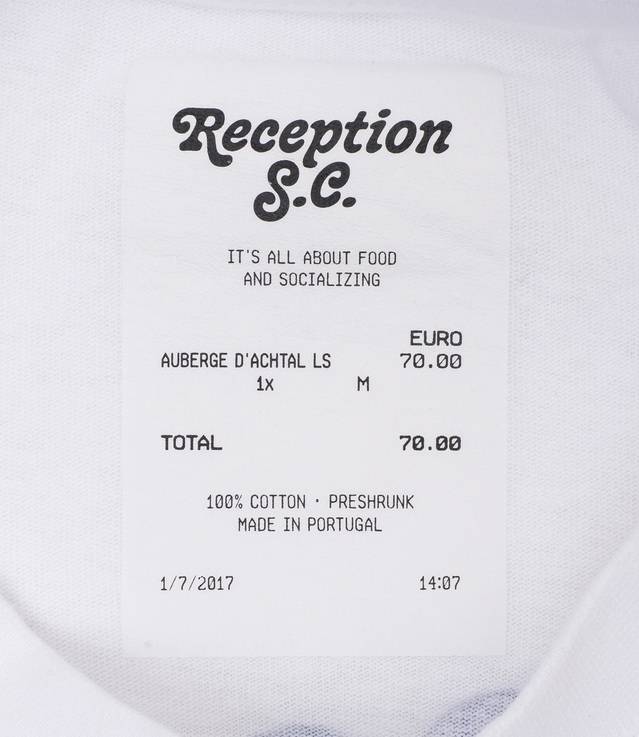 Reception
S.C.
IT'S ALL ABOUT FOOD
AND SOCIALIZING
EURO
AUBERGE D'ACHTAL LS 70.00
1x M
TOTAL 70.00
100% COTTON · PRESHRUNK
MADE IN PORTUGAL
1/7/2017 14:07